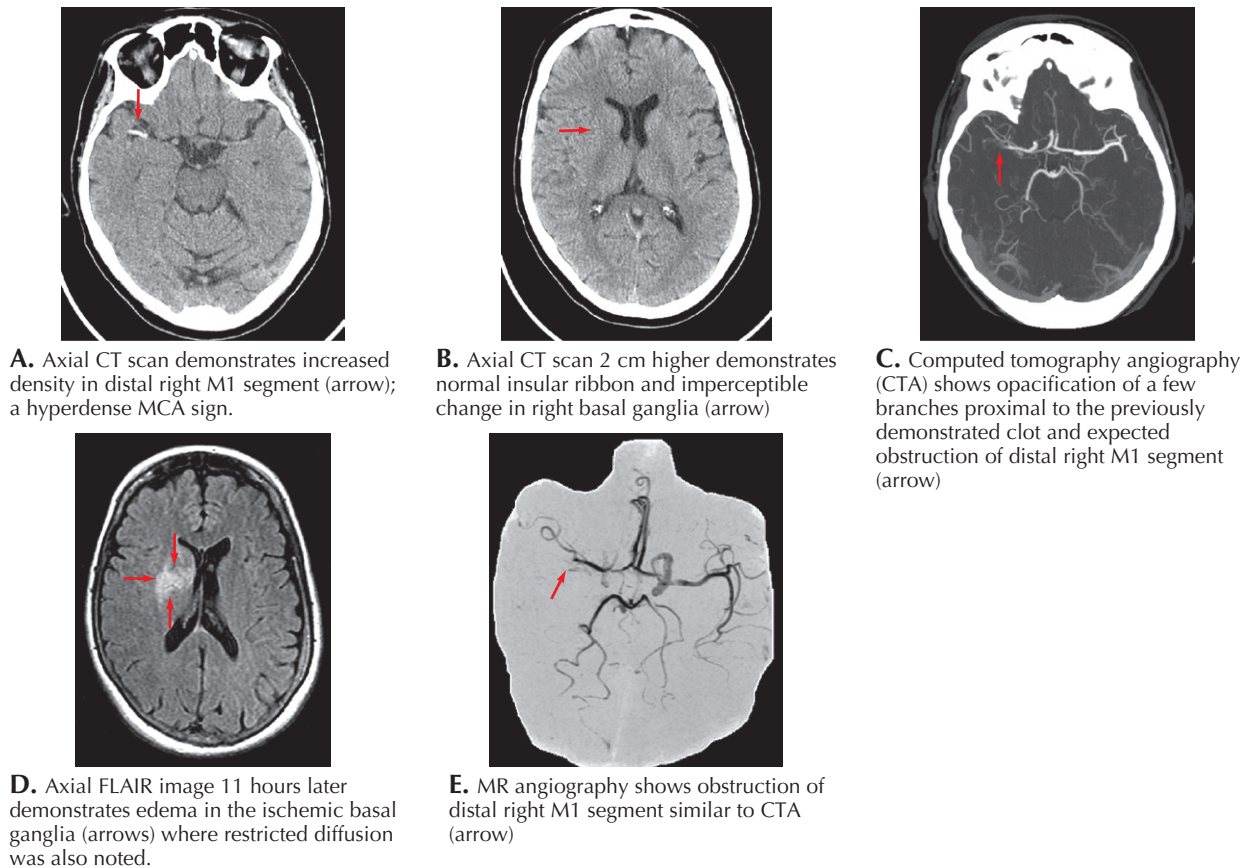 A. Axial CT scan demonstrates increased
density in distal right M1 segment (arrow);
a hyperdense MCA sign.
B. Axial CT scan 2 cm higher demonstrates
normal insular ribbon and imperceptible
change in right basal ganglia (arrow)
C. Computed tomography angiography
(CTA) shows opacification of a few
branches proximal to the previously
demonstrated clot and expected
obstruction of distal right M1 segment
(arrow)
D. Axial FLAIR image 11 hours later
demonstrates edema in the ischemic basal
ganglia (arrows) where restricted diffusion
was also noted.
E. MR angiography shows obstruction of
distal right M1 segment similar to CTA
(arrow)